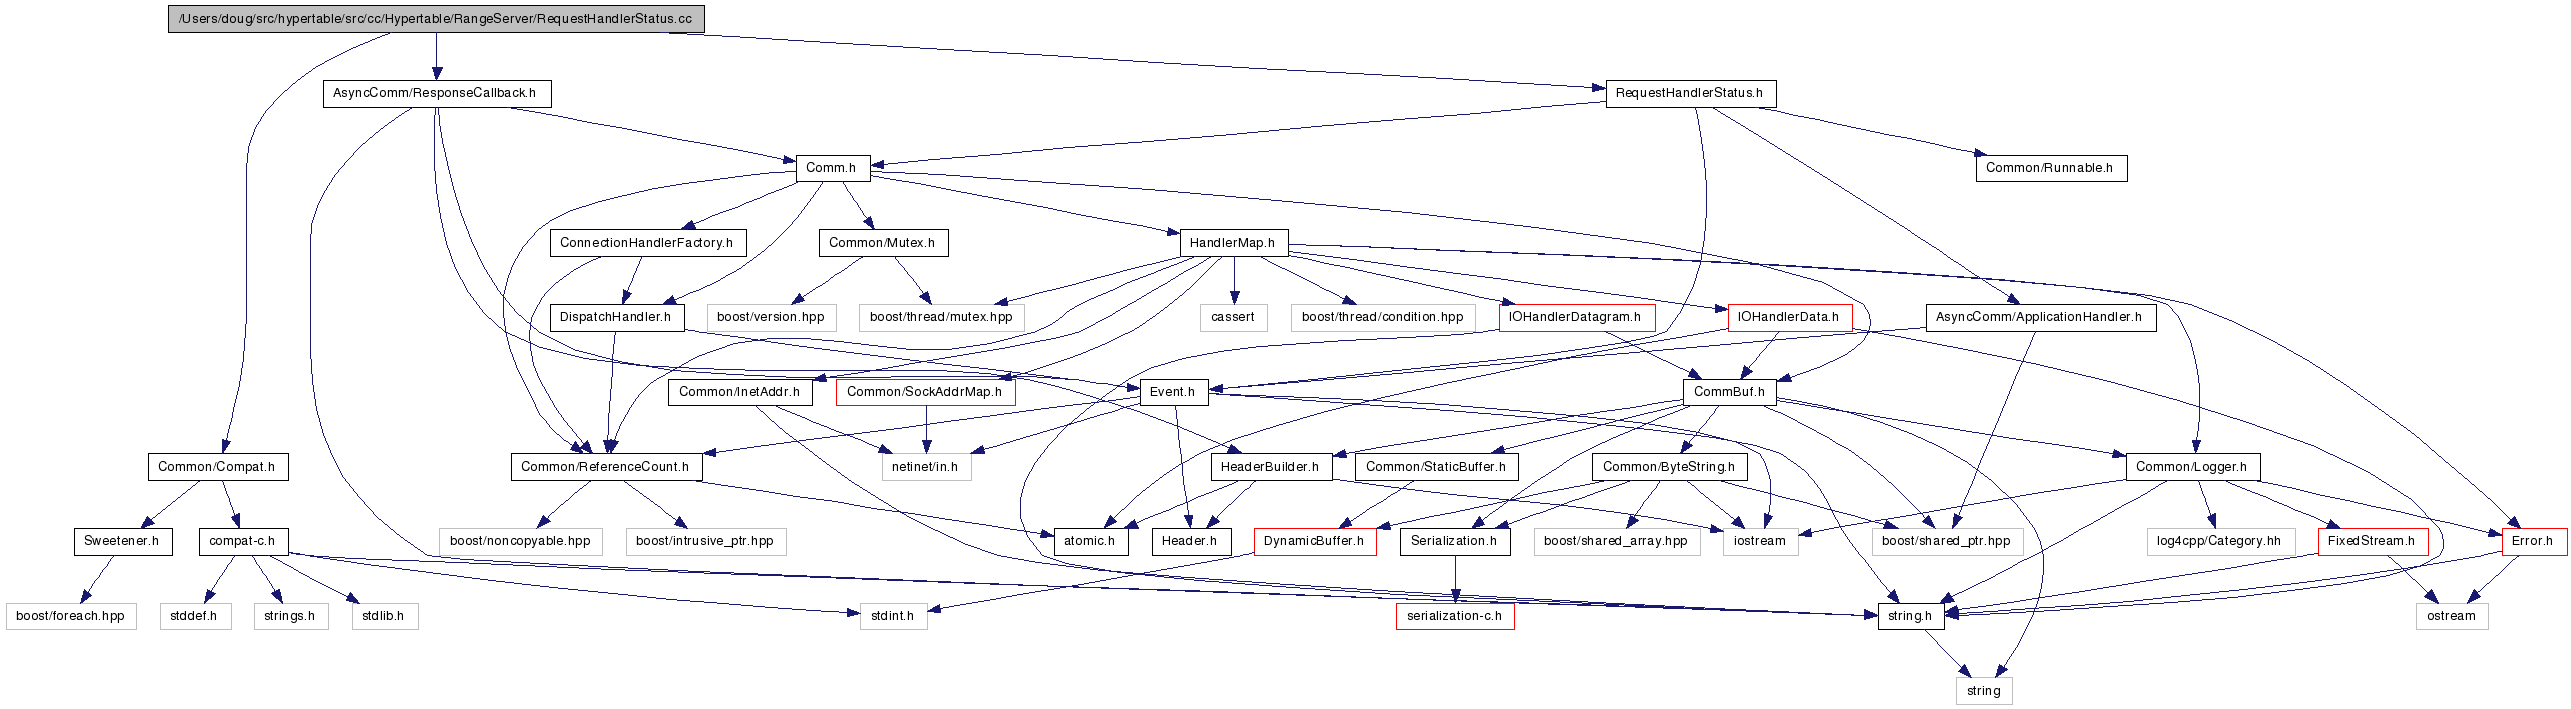 /Users/doug/src/hypertable/src/cc/Hypertable/RangeServer/RequestHandlerStatus.cc
AsyncComm/ResponseCallback.h
RequestHandlerStatus.h
Comm.h
Common/Runnable.h
ConnectionHandlerFactory.h
Common/Mutex.h
HandlerMap.h
DispatchHandler.h
boost/version.hpp
boost/thread/mutex.hpp
cassert
boost/thread/condition.hpp
IOHandlerDatagram.h
IOHandlerData.h
AsyncComm/ApplicationHandler.h
Common/InetAddr.h
Common/SockAddrMap.h
Event.h
CommBuf.h
Common/Compat.h
Common/ReferenceCount.h
netinet/in.h
HeaderBuilder.h
Common/StaticBuffer.h
Common/ByteString.h
Common/Logger.h
Sweetener.h
compat-c.h
boost/noncopyable.hpp
boost/intrusive_ptr.hpp
atomic.h
Header.h
DynamicBuffer.h
Serialization.h
boost/shared_array.hpp
iostream
boost/shared_ptr.hpp
log4cpp/Category.hh
FixedStream.h
Error.h
boost/foreach.hpp
stddef.h
strings.h
stdlib.h
stdint.h
serialization-c.h
string.h
ostream
string